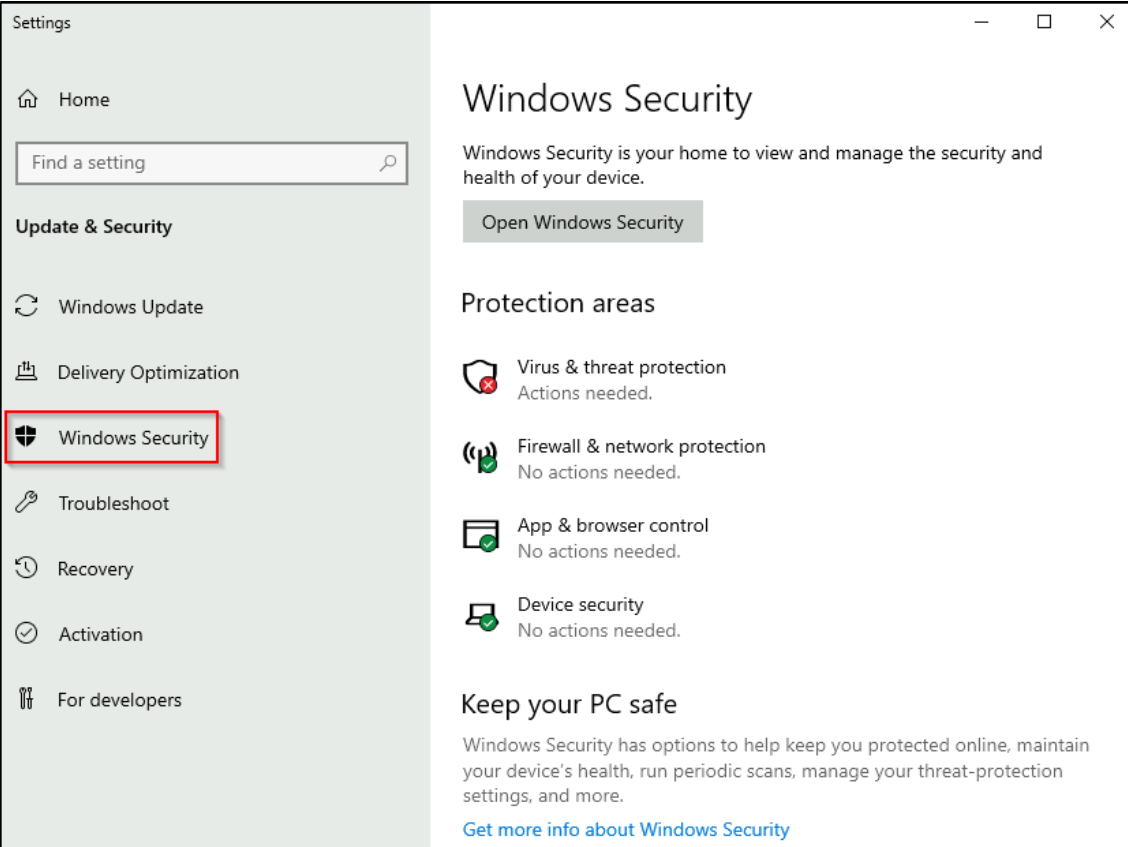 Settings
Home
Find a setting
Update & Security
Windows Update
Delivery Optimization
Windows Security
Troubleshoot
Recovery
Activation
For developers
Windows Security
Windows Security is your home to view and manage the security and
health of your device.
Open Windows Security
Protection areas
Virus & threat protection
Actions needed.
Firewall & network protection
No actions needed.
App & browser control
No actions needed.
Device security
No actions needed.
Keep your PC safe
Windows Security has options to help keep you protected online, maintain
your device's health, run periodic scans, manage your threat-protection
settings, and more.
Get more info about Windows Security